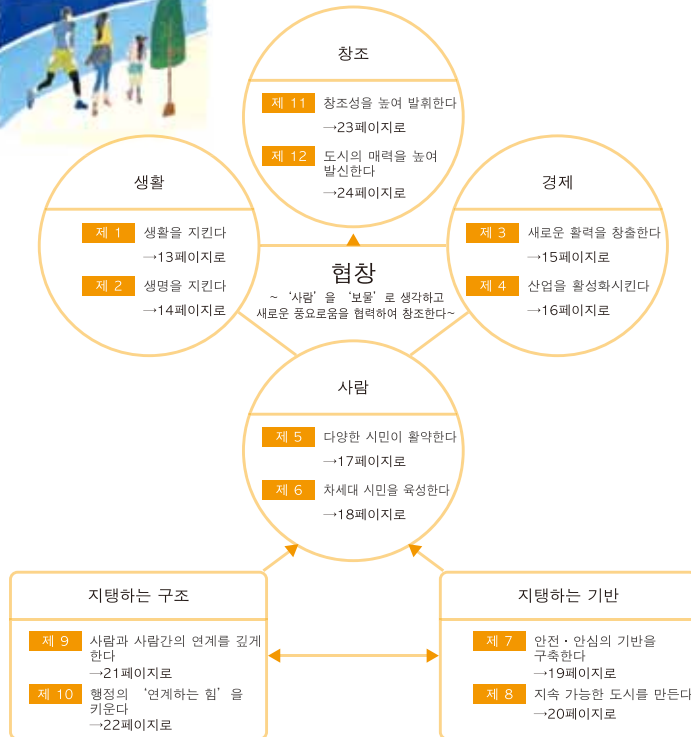 창조
제 11 창조성을 높여 발휘한다
→23페이지로
제 12 도시의 매력을 높여
발신한다
→24페이지로
생활
제 1 생활을 지킨다
→13페이지로
제 2 생명을 지킨다
→14페이지로
경제
제 3 새로운 활력을 창출한다
→15페이지로
제 4 산업을 활성화시킨다
→16페이지로
협창
~ ‘사람’을 ‘보물’로 생각하고
새로운 풍요로움을 협력하여 창조한다~
사람
제 5 다양한 시민이 활약한다
→17페이지로
제 6 차세대 시민을 육성한다
→18페이지로
지탱하는 구조
제 9 사람과 사람간의 연계를 깊게
한다
→21페이지로
제 10 행정의 ‘연계하는 힘’을
키운다
→22페이지로
지탱하는 기반
제 7 안전・안심의 기반을
구축한다
→19페이지로
제 8 지속 가능한 도시를 만든다
→20페이지로